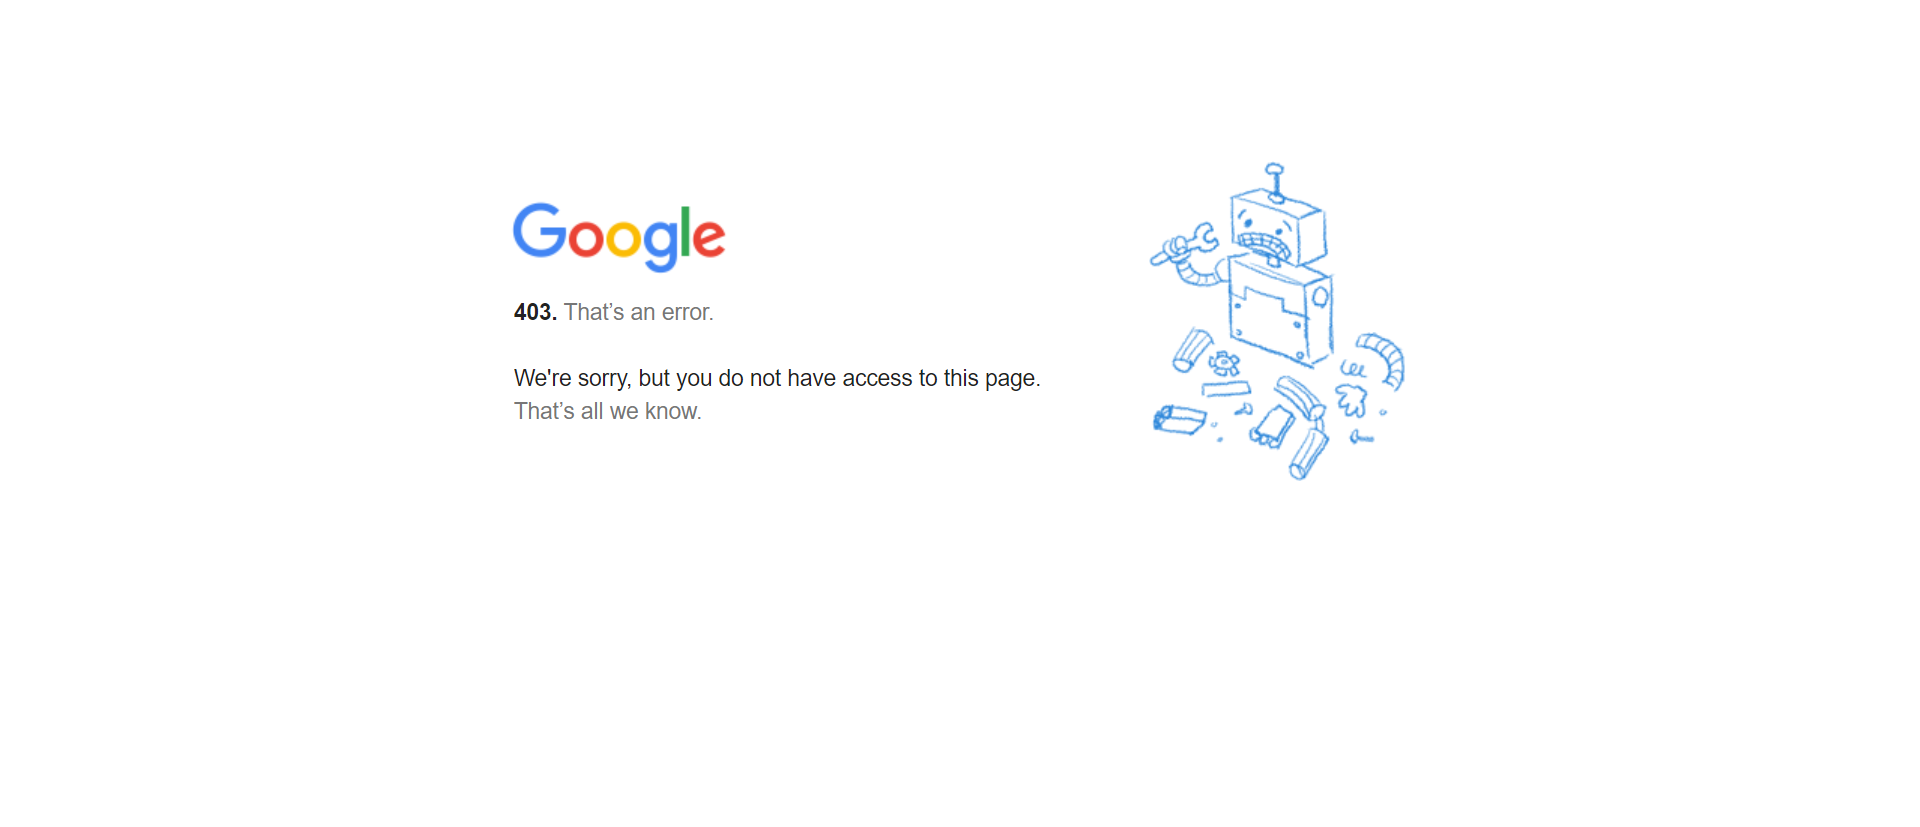 Google
403. That’s an error.
We're sorry, but you do not have access to this page.
That’s all we know.